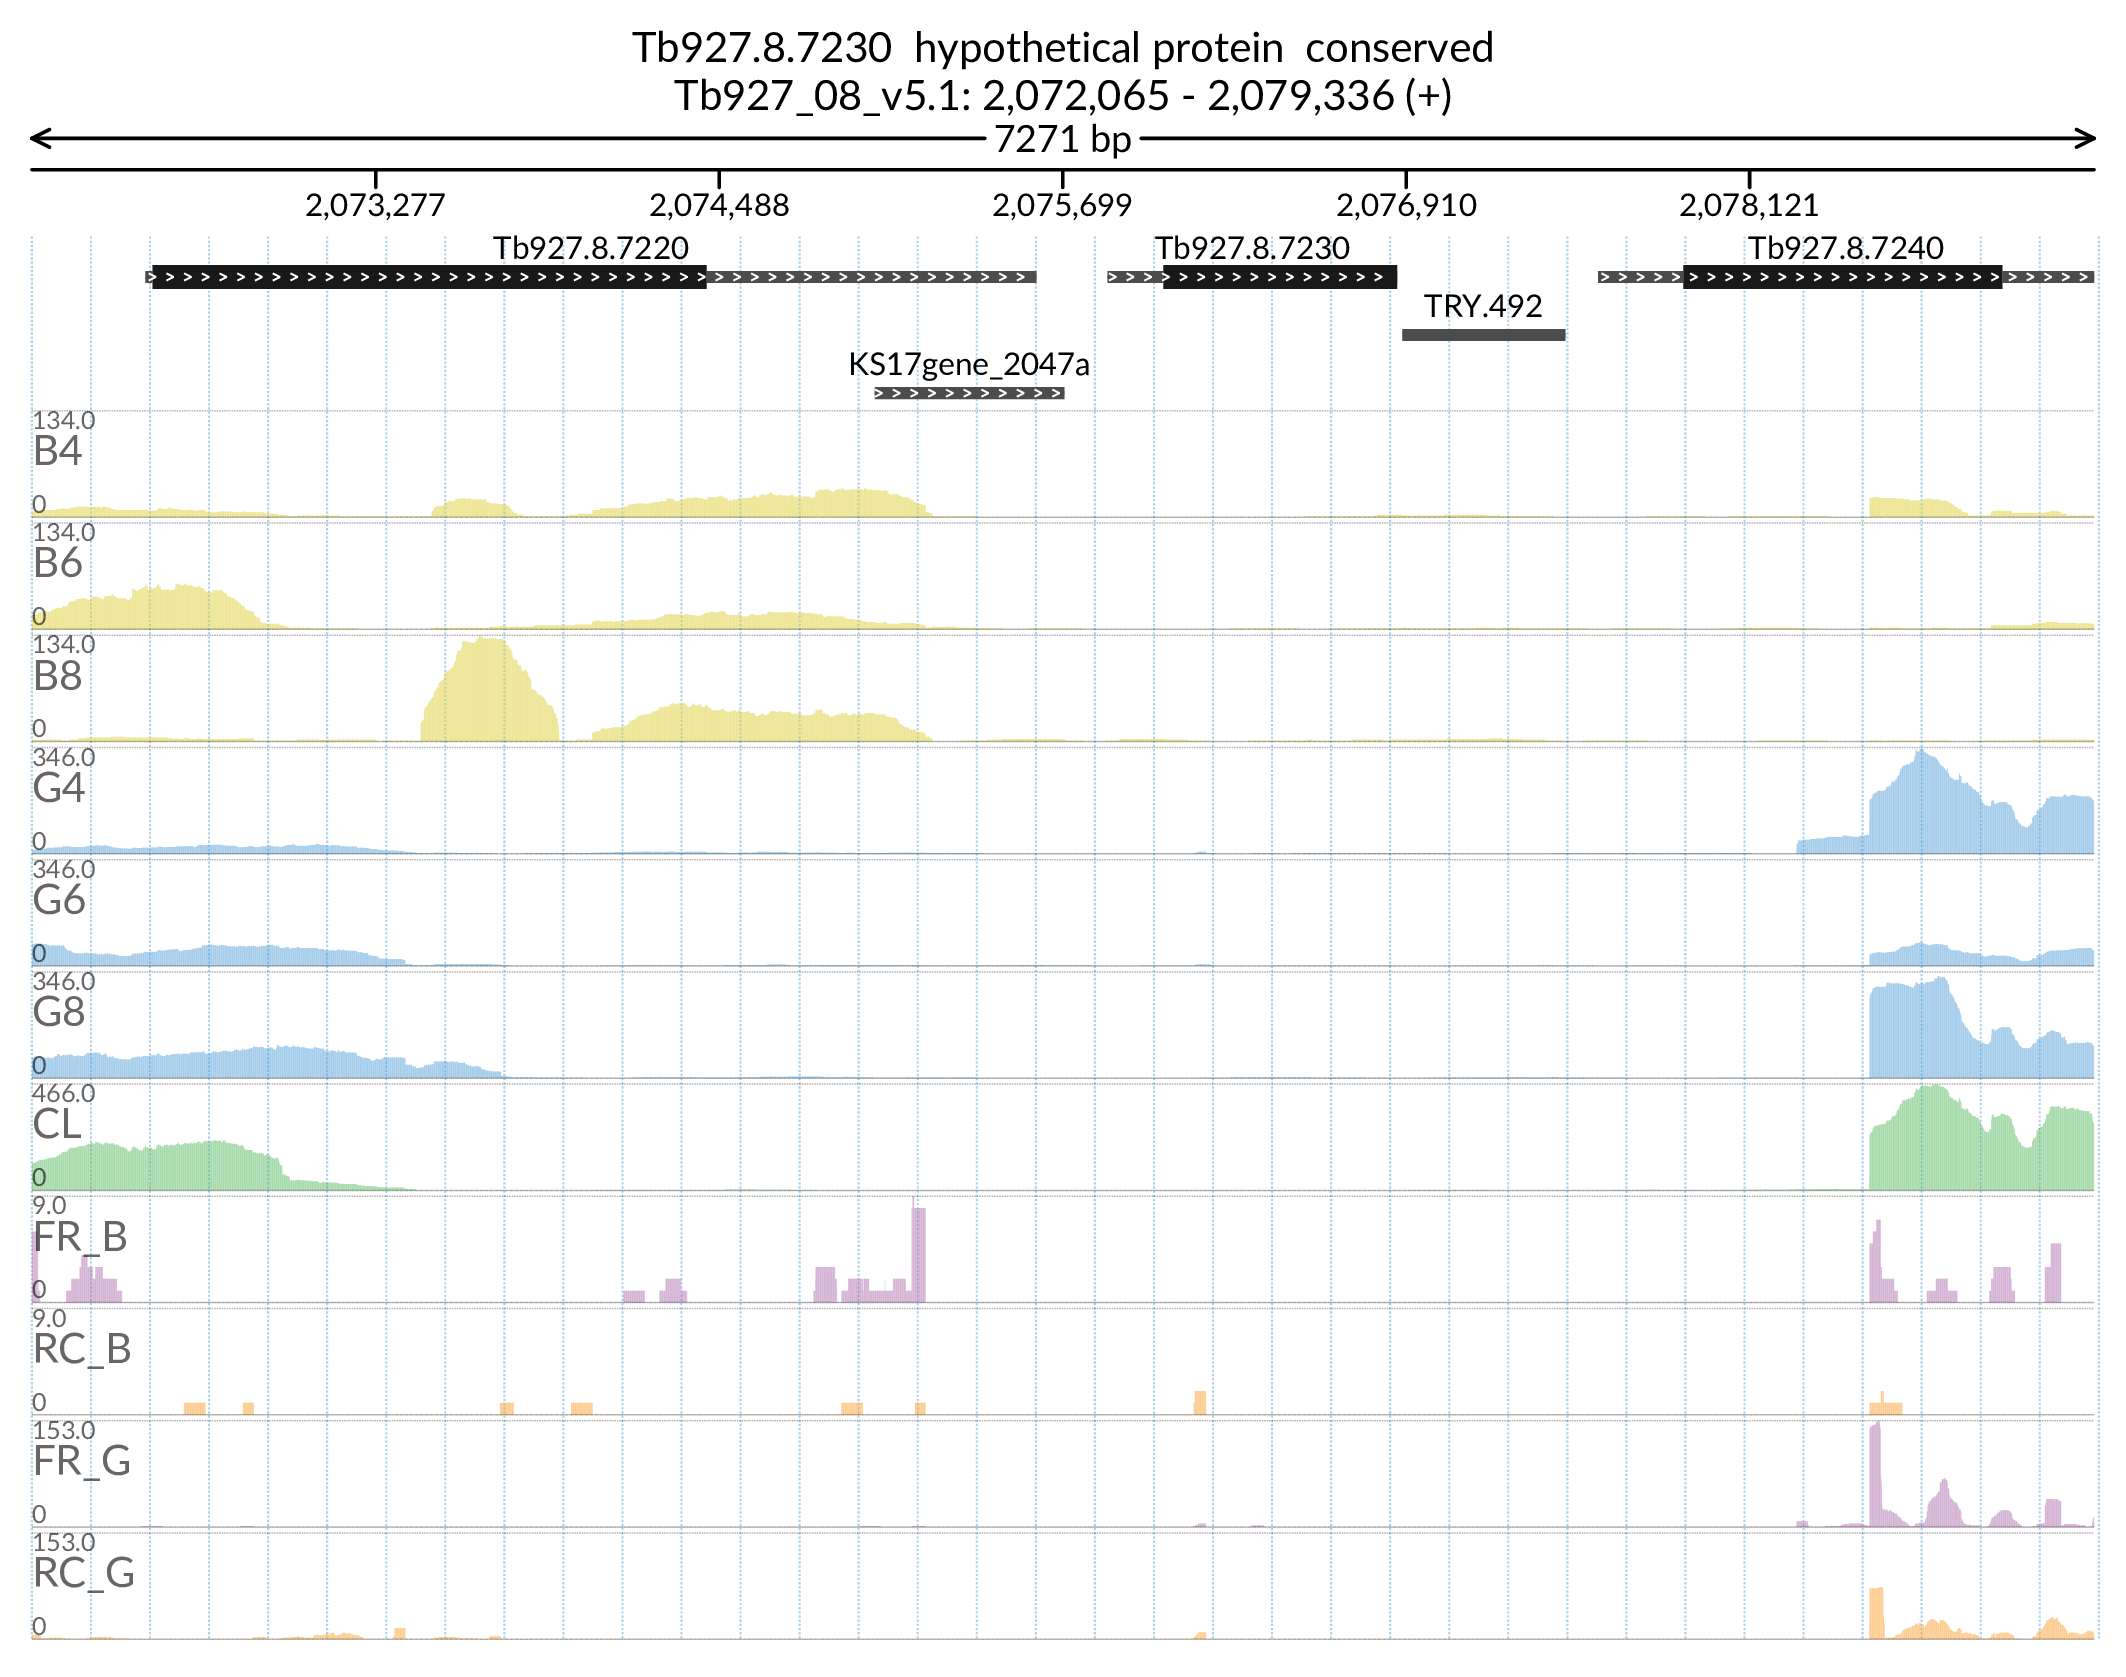 Tb927.8.7230  hypothetical protein  conserved
Tb927_08_v5.1: 2,072,065 - 2,079,336 (+)
7271 bp
2,073,277 2,074,488 2,075,699 2,076,910 2,078,121
Tb927.8.7220 Tb927.8.7230 Tb927.8.7240
TRY.492
KS17gene_2047a
134.0
B4
0
134.0
B6
0
134.0
B8
0
346.0
G4
0
346.0
G6
0
346.0
G8
0
466.0
CL
0
9.0
FR_B
0
9.0
RC_B
0
153.0
FR_G
0
153.0
RC_G
0